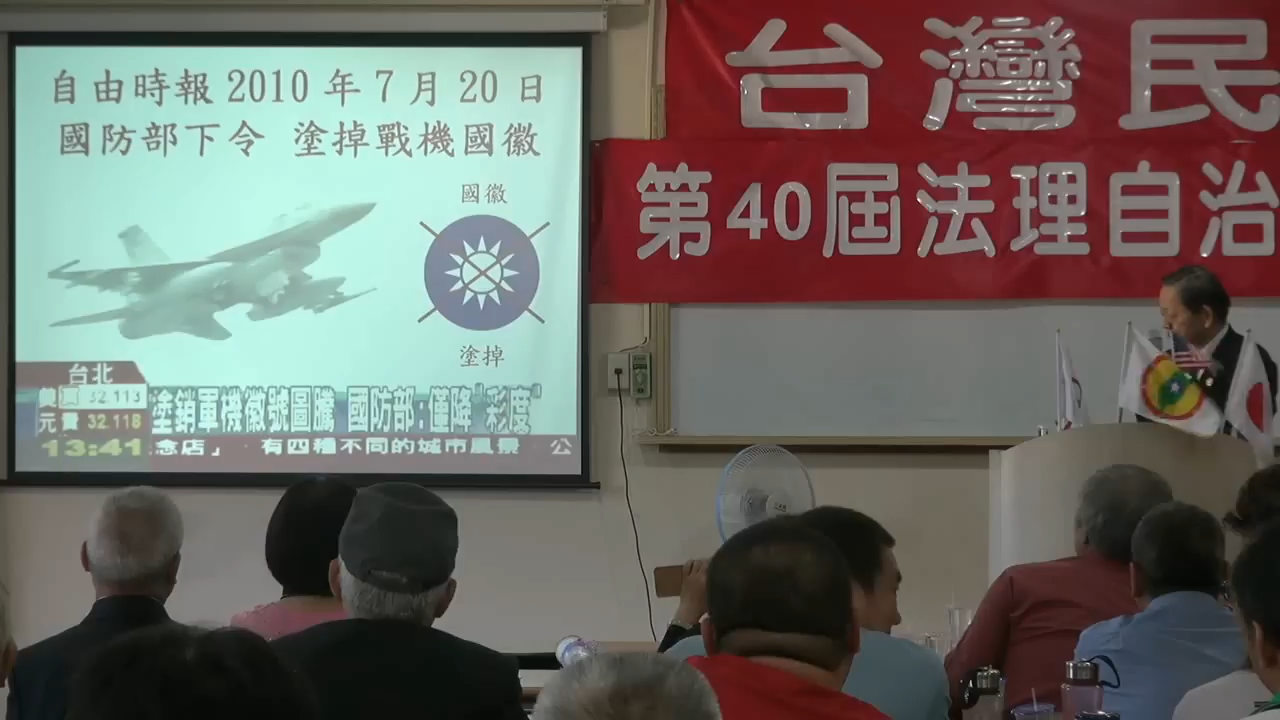 自由時報 2010 年 7 月 20 日
國防部下令 塗掉戰機國徽
國徽
塗掉
台北
美 買 32.113
元 賣 32.118
13:41
塗銷軍機徽號圖騰 國防部:僅降"彩度"
念店」 有四種不同的城市風景 公
台灣民
第40屆法理自治